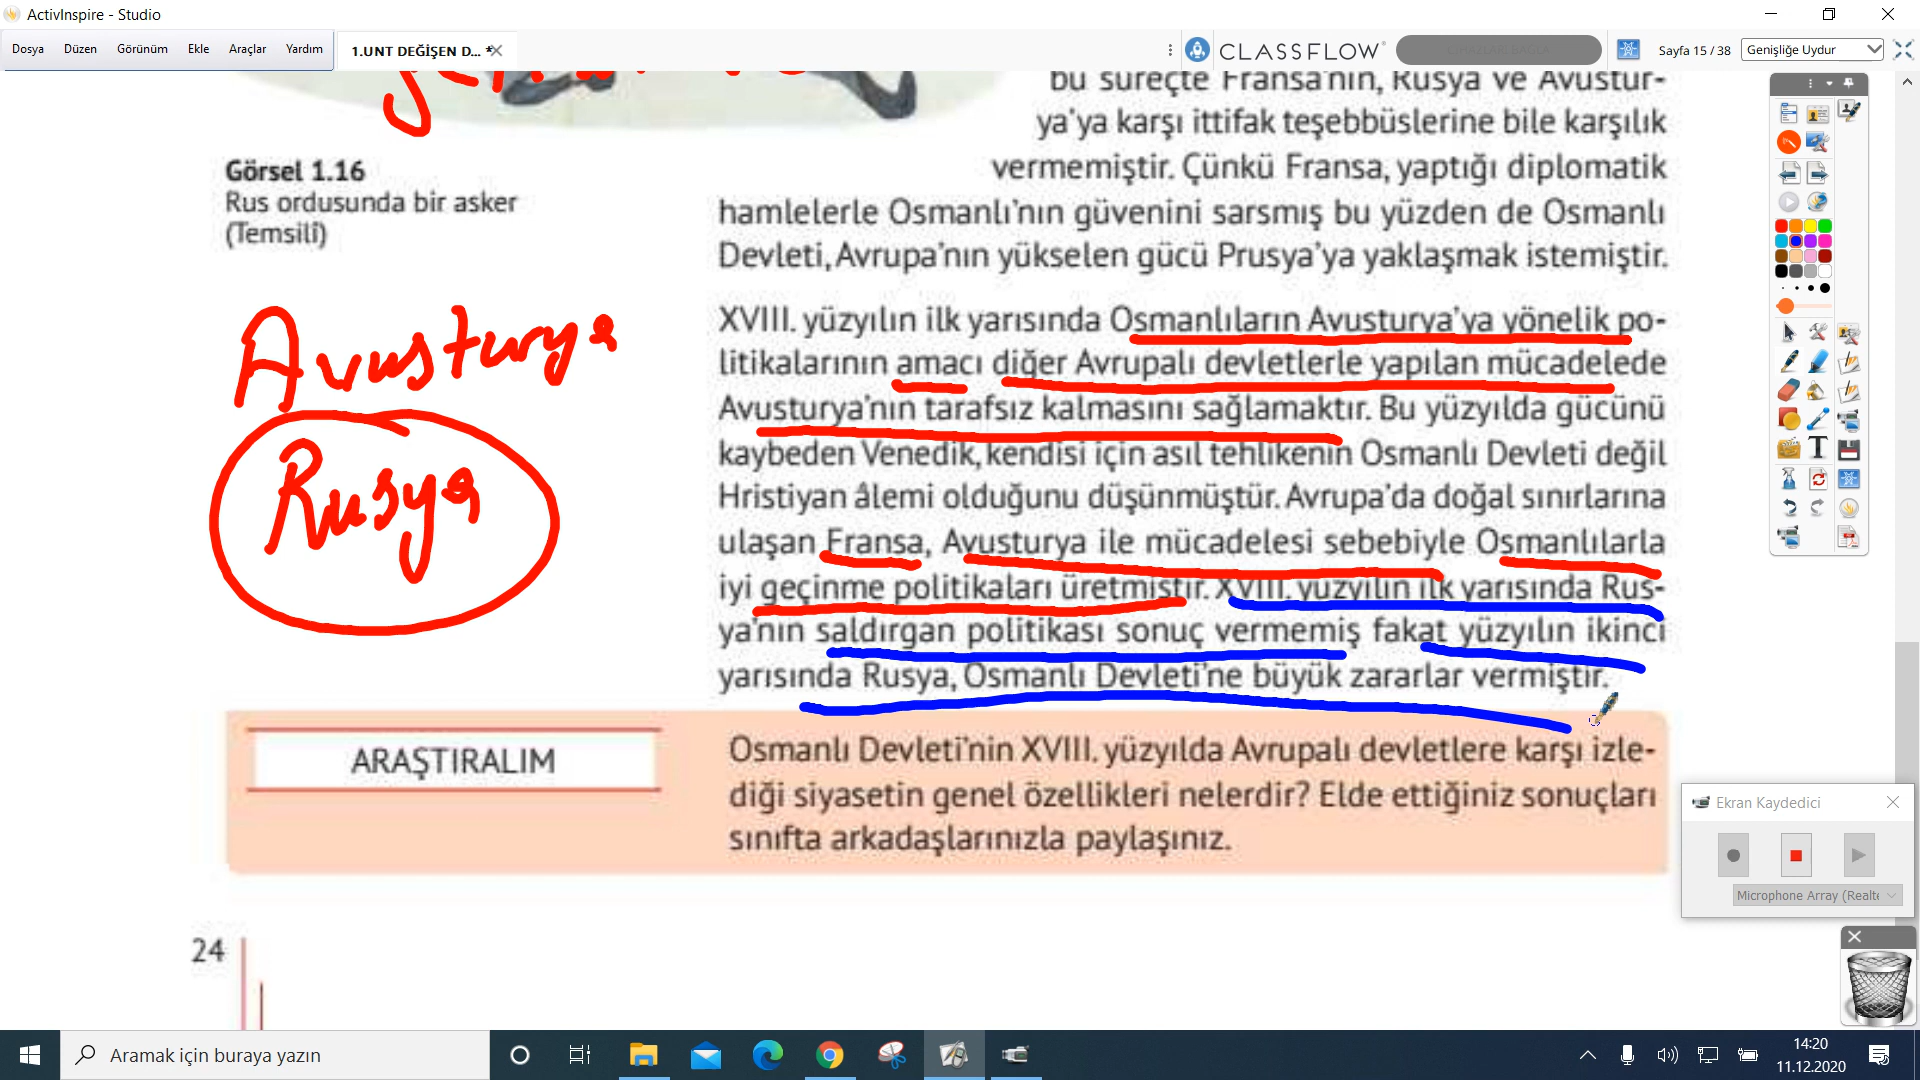 ActivInspire - Studio
Dosya Düzen Görünüm Ekle Araçlar Yardım
1.UNT DEĞİŞEN D... *
CLASSFLOW
Sayfa 15 / 38
Genişliğe Uydur
bu süreçte Fransa'nın, Rusya ve Avustur-
ya'ya karşı ittifak teşebbüslerine bile karşılık
vermemiştir. Çünkü Fransa, yaptığı diplomatik
hamlelerle Osmanlı'nın güvenini sarsmış bu yüzden de Osmanlı
Devleti, Avrupa'nın yükselen gücü Prusya'ya yaklaşmak istemiştir.
Görsel 1.16
Rus ordusunda bir asker
(Temsilî)
Avusturya
Rusya
XVIII. yüzyılın ilk yarısında Osmanlıların Avusturya'ya yönelik po-
litikalarının amacı diğer Avrupalı devletlerle yapılan mücadelede
Avusturya'nın tarafsız kalmasını sağlamaktır. Bu yüzyılda gücünü
kaybeden Venedik, kendisi için asıl tehlikenin Osmanlı Devleti değil
Hristiyan âlemi olduğunu düşünmüştür. Avrupa'da doğal sınırlarına
ulaşan Fransa, Avusturya ile mücadelesi sebebiyle Osmanlılarla
iyi geçinme politikaları üretmiştir. XVIII. yüzyılın ilk yarısında Rus-
ya'nın saldırgan politikası sonuç vermemiş fakat yüzyılın ikinci
yarısında Rusya, Osmanlı Devleti'ne büyük zararlar vermiştir.
ARAŞTIRALIM
Osmanlı Devleti'nin XVIII. yüzyılda Avrupalı devletlere karşı izle-
diği siyasetin genel özellikleri nelerdir? Elde ettiğiniz sonuçları
sınıfta arkadaşlarınızla paylaşınız.
24
Ekran Kaydedici
Microphone Array (Realte
Aramak için buraya yazın
14:20
11.12.2020